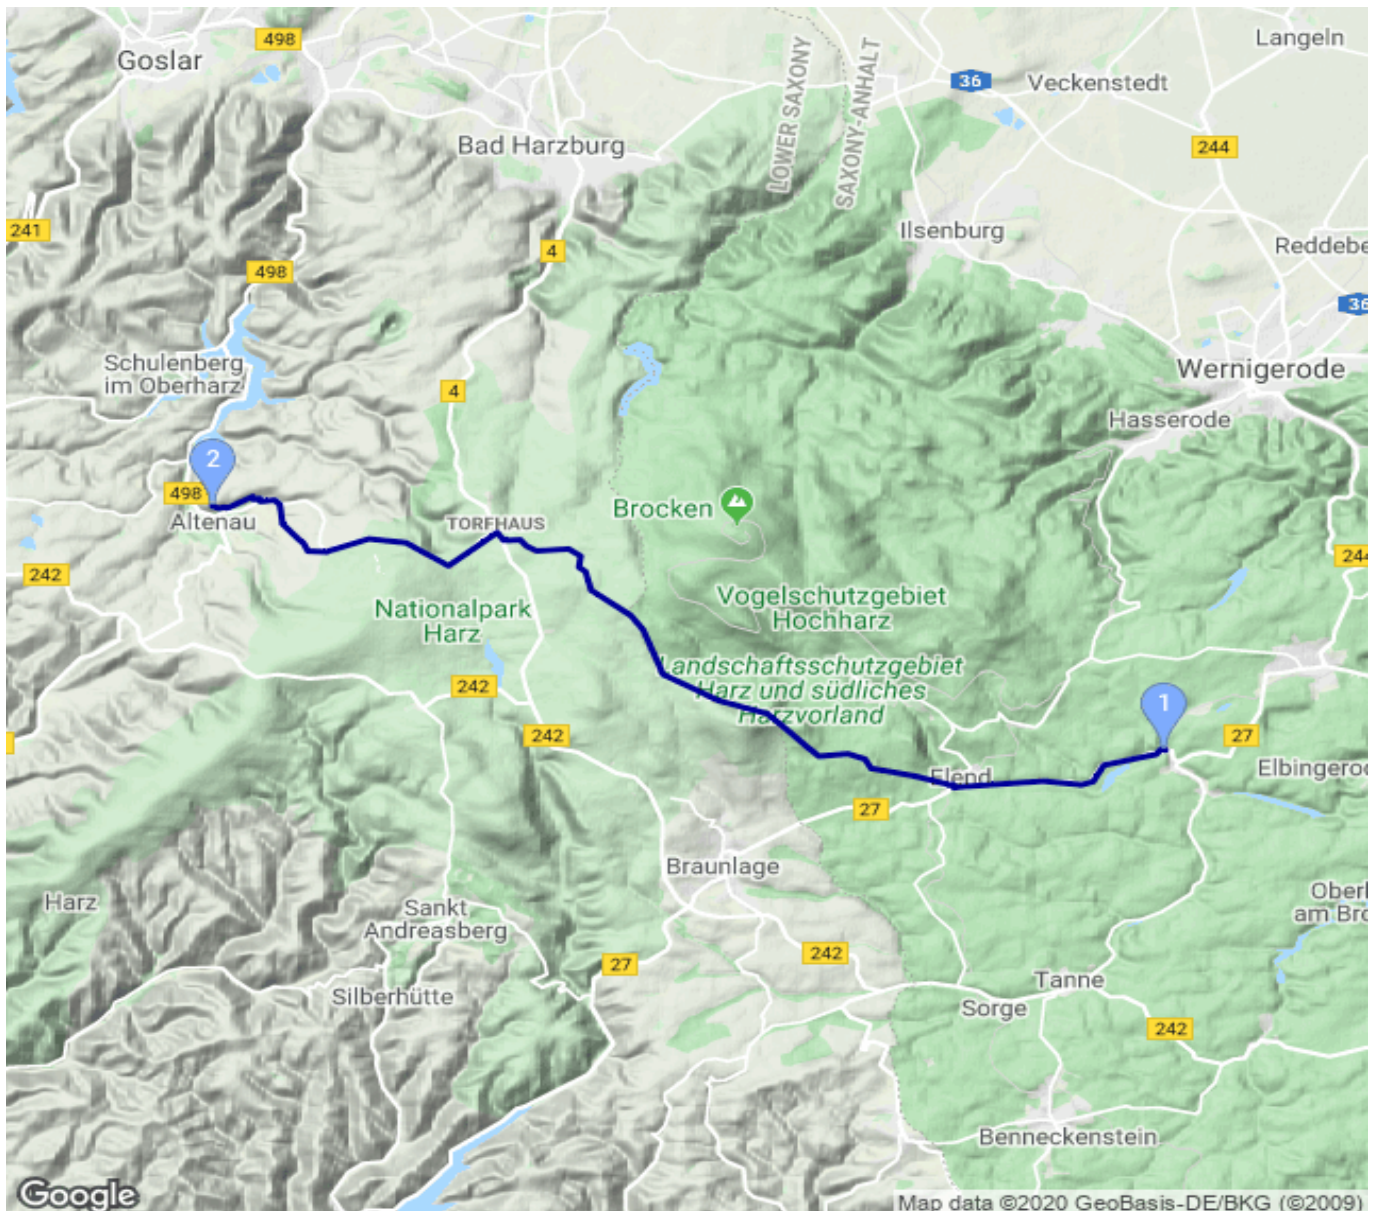 Langeln
498
Goslar
36
Veckenstedt
LOWER SAXONY
SAXONY-ANHALT
Bad Harzburg
244
241
Ilsenburg
4
Reddebe
498
36
Schulenberg
im Oberharz
Wernigerode
4
Hasserode
2
498
Altenau
Brocken
TORFHAUS
244
242
Vogelschutzgebiet
Hochharz
Nationalpark
Harz
Landschaftsschutzgebiet
Harz und südliches
Harzvorland
242
1
242
27
Elbingeroc
Elend
27
Braunlage
Harz
Sankt
Andreasberg
Oberh
am Bro
242
27
Tanne
Silberhütte
Sorge
242
Benneckenstein
Google
Map data ©2020 GeoBasis-DE/BKG (©2009)